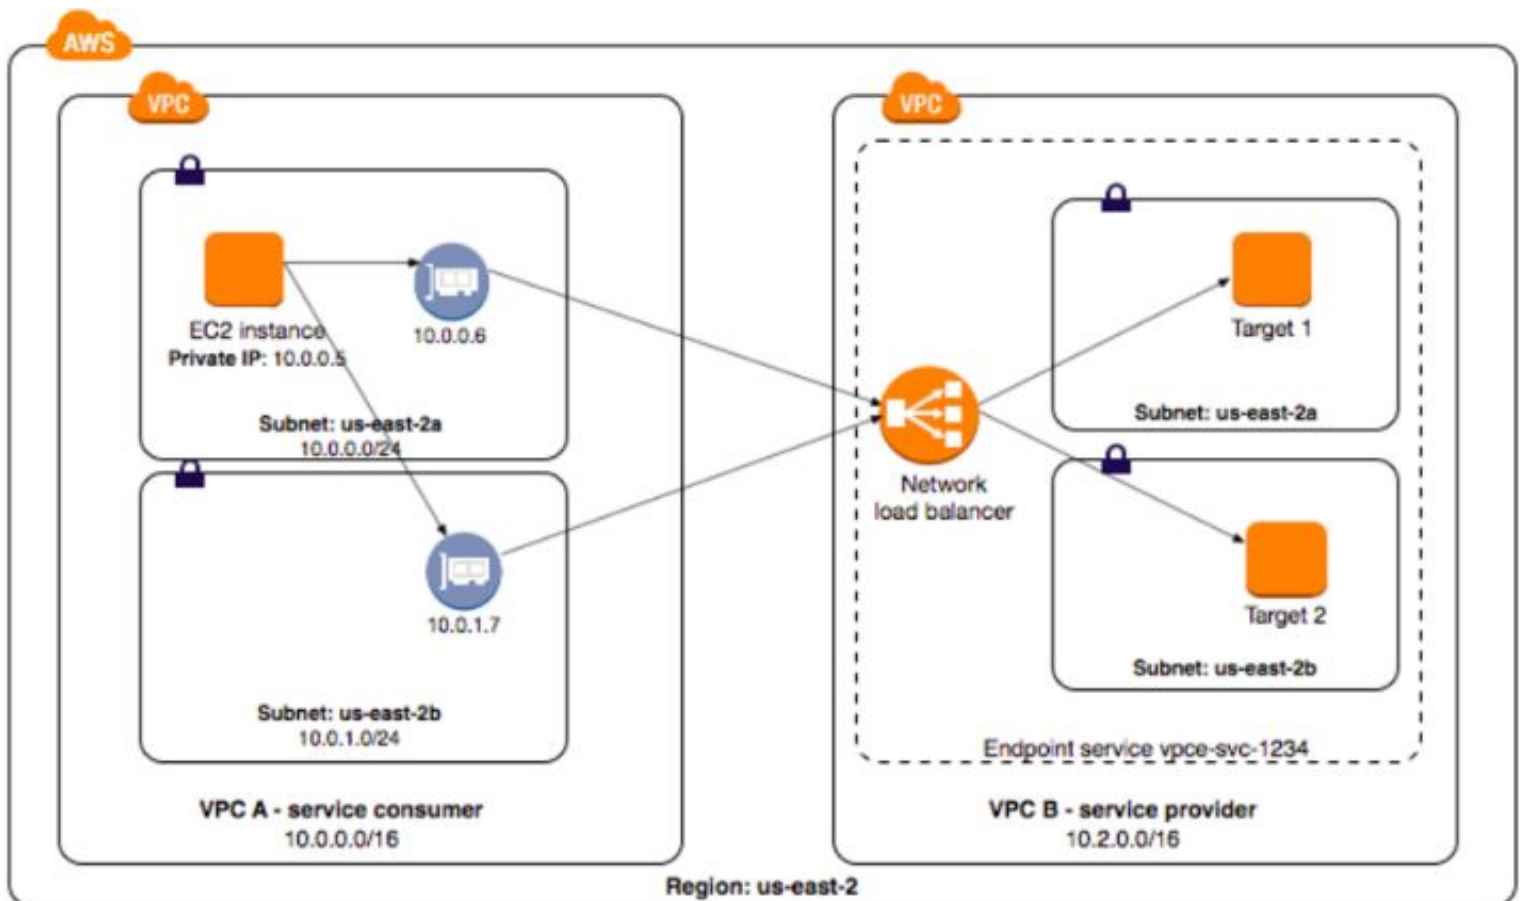 AWS
VPC
VPC
EC2 instance
Private IP: 10.0.0.5
10.0.0.6
Subnet: us-east-2a
10.0.0.0/24
10.0.1.7
Subnet: us-east-2b
10.0.1.0/24
VPC A - service consumer
10.0.0.0/16
Network
load balancer
Target 1
Subnet: us-east-2a
Target 2
Subnet: us-east-2b
Endpoint service vpce-svc-1234
VPC B - service provider
10.2.0.0/16
Region: us-east-2